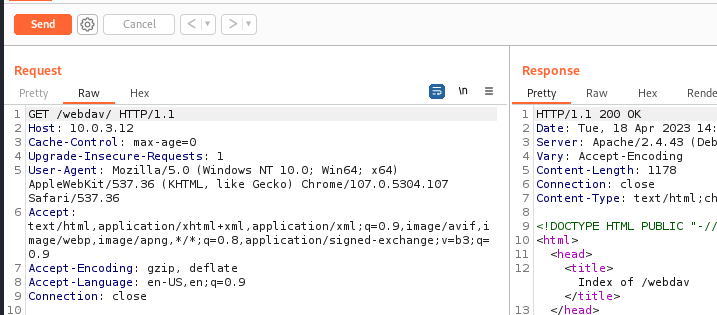 Send Cancel < >
Request
Pretty Raw Hex \n
1 GET /webdav/ HTTP/1.1
2 Host: 10.0.3.12
3 Cache-Control: max-age=0
4 Upgrade-Insecure-Requests: 1
5 User-Agent: Mozilla/5.0 (Windows NT 10.0; Win64; x64)
AppleWebKit/537.36 (KHTML, like Gecko) Chrome/107.0.5304.107
Safari/537.36
6 Accept:
text/html,application/xhtml+xml,application/xml;q=0.9,image/avif,i
mage/webp,image/apng,*/*;q=0.8,application/signed-exchange;v=b3;q=
0.9
7 Accept-Encoding: gzip, deflate
8 Accept-Language: en-US,en;q=0.9
9 Connection: close
10
Response
Pretty Raw Hex Rende
1 HTTP/1.1 200 OK
2 Date: Tue, 18 Apr 2023 14:
3 Server: Apache/2.4.43 (Deb
4 Vary: Accept-Encoding
5 Content-Length: 1178
6 Connection: close
7 Content-Type: text/html;ch
8
9 <!DOCTYPE HTML PUBLIC "-//
10 <html>
11 <head>
12 <title>
Index of /webdav
</title>
13 </head>